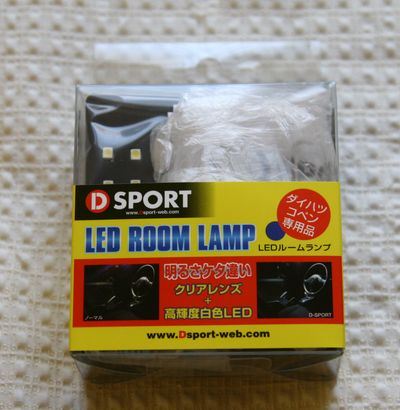 D SPORT
www.Dsport-web.com
ダイハツ
コペン
専用品
LED ROOM LAMP
LEDルームランプ
明るさケタ違い
クリアレンズ
+
高輝度白色LED
ノーマル
D-SPORT
www.Dsport-web.com